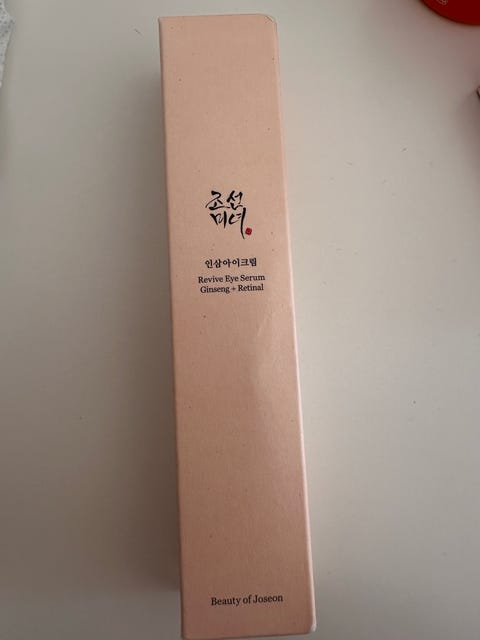 조선
미녀
인삼아이크림
Revive Eye Serum
Ginseng + Retinal
Beauty of Joseon